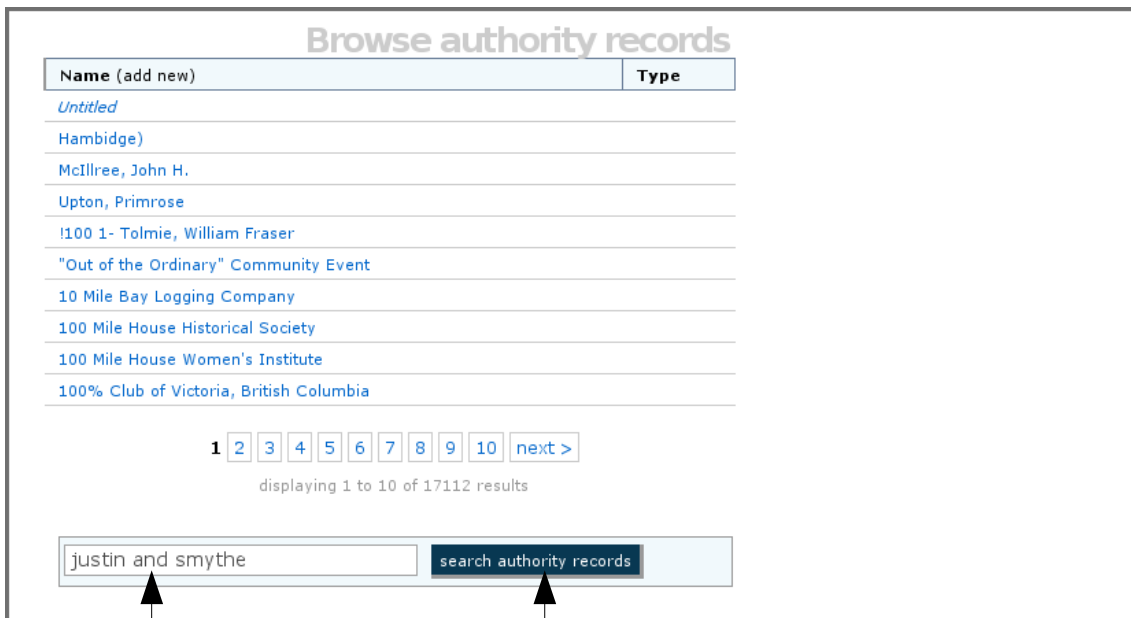 Browse authority records
Name (add new) Type
Untitled
Hambidge)
McIllree, John H.
Upton, Primrose
!100 1- Tolmie, William Fraser
"Out of the Ordinary" Community Event
10 Mile Bay Logging Company
100 Mile House Historical Society
100 Mile House Women's Institute
100% Club of Victoria, British Columbia
1 2 3 4 5 6 7 8 9 10 next >
displaying 1 to 10 of 17112 results
justin and smythe search authority records